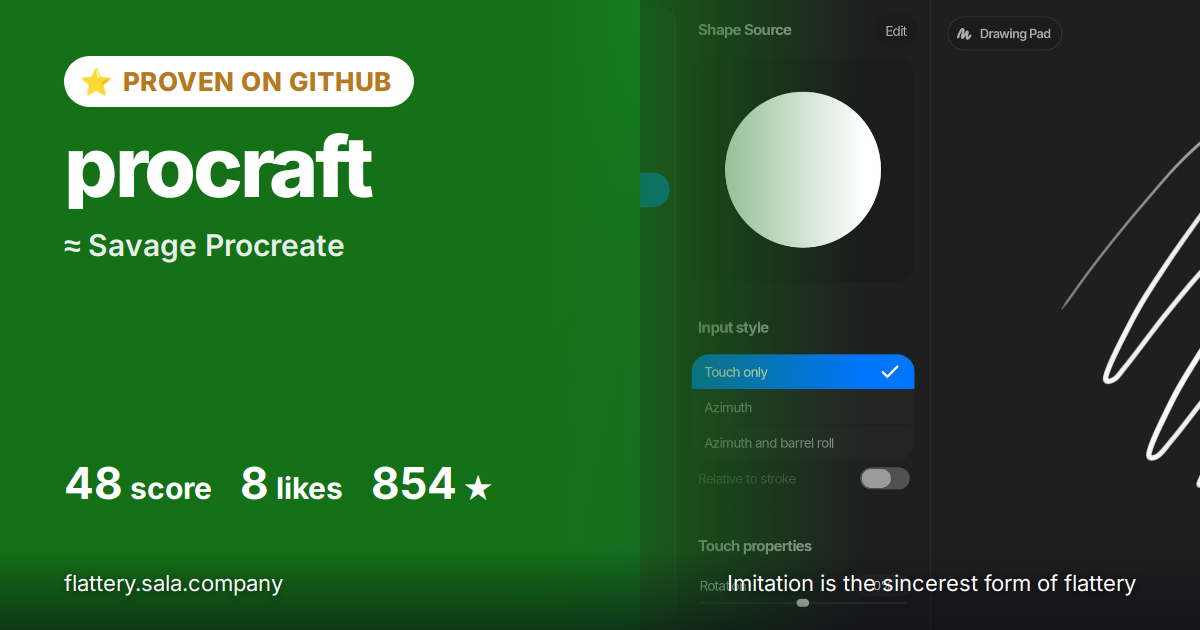 ⭐ PROVEN ON GITHUB
procraft
≈ Savage Procreate
48 score 8 likes 854 ★
flattery.sala.company
Shape Source
Edit
Input style
Touch only
Azimuth
Azimuth and barrel roll
Relative to stroke
Touch properties
Imitation is the sincerest form of flattery
Drawing Pad